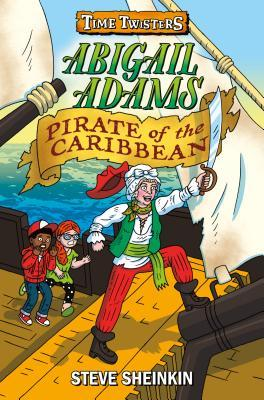 TIME TWISTERS
ABIGAIL
ADAMS
PIRATE of the
CARIBBEAN
STEVE SHEINKIN